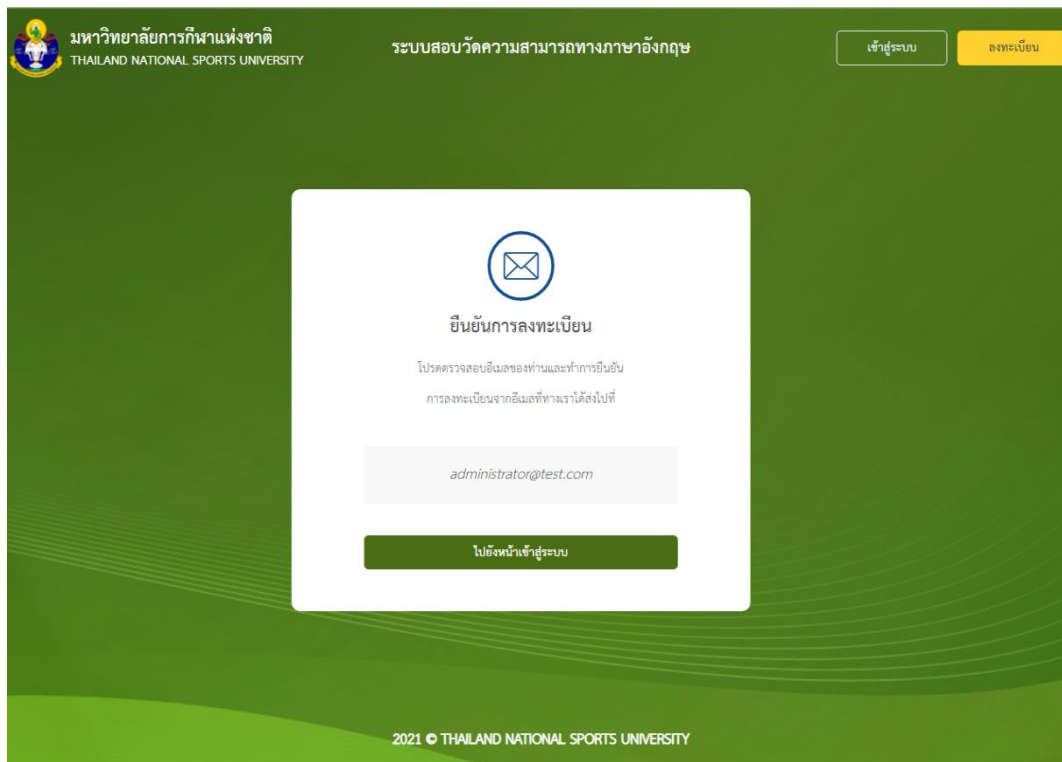 มหาวิทยาลัยการกีฬาแห่งชาติ
THAILAND NATIONAL SPORTS UNIVERSITY
ระบบสอบวัดความสามารถทางภาษาอังกฤษ
เข้าสู่ระบบ
ลงทะเบียน
ยืนยันการลงทะเบียน
โปรดตรวจสอบอีเมลของท่านและทำการยืนยัน
การลงทะเบียนจากอีเมลที่ทางเราได้ส่งไปที่
administrator@test.com
ไปยังหน้าเข้าสู่ระบบ
2021 © THAILAND NATIONAL SPORTS UNIVERSITY